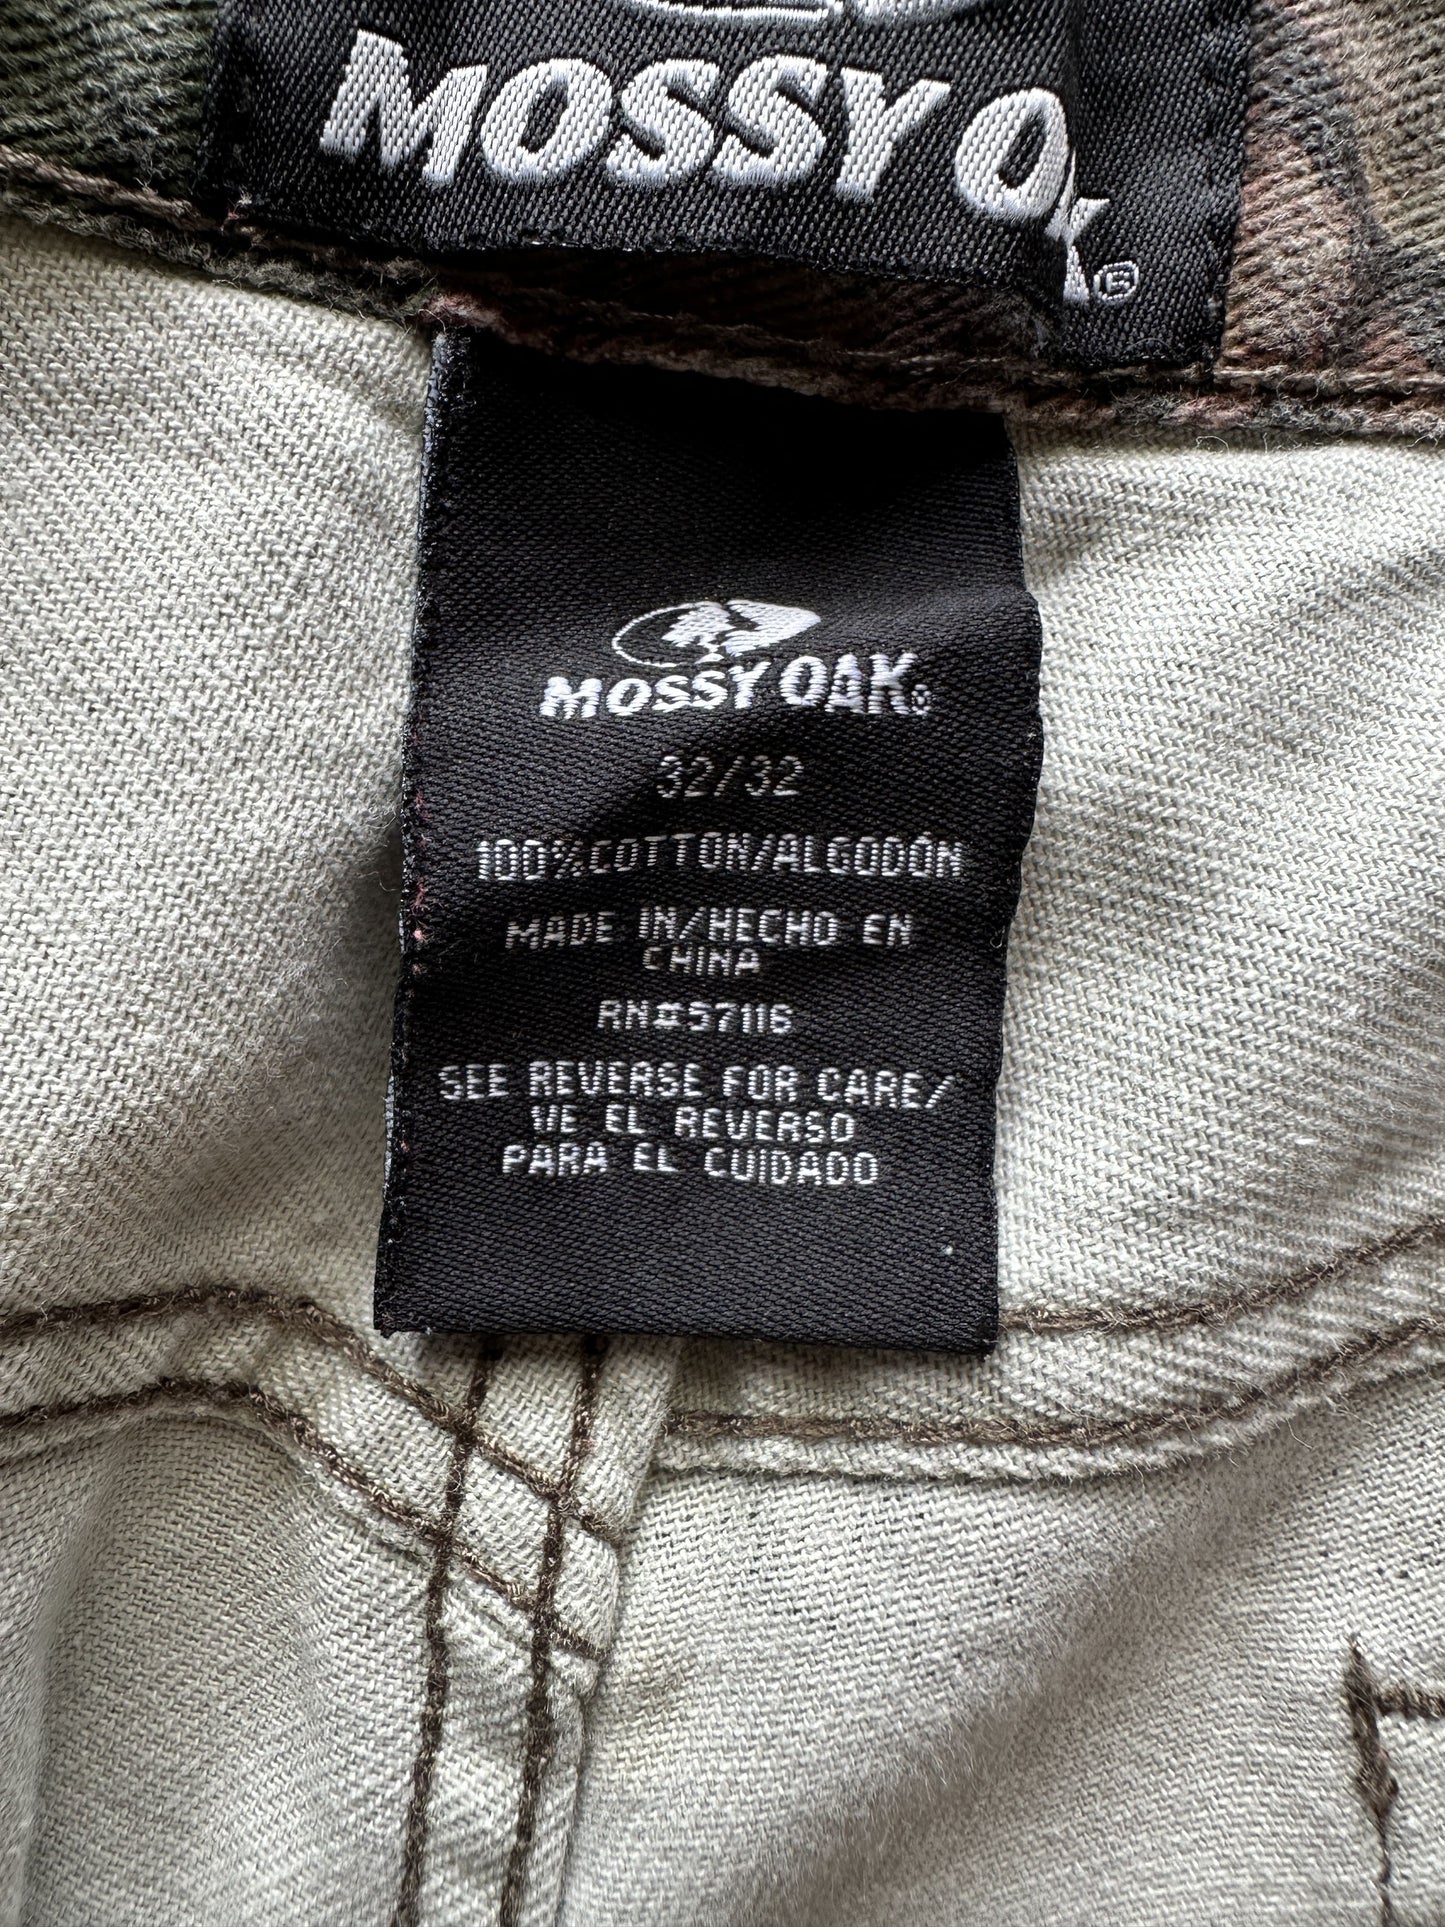 MOSSY OAK®
MOSSY OAK®
32/32
100%COTTON/ALGODÓN
MADE IN/HECHO EN
CHINA
RN#57116
SEE REVERSE FOR CARE/
VE EL REVERSO
PARA EL CUIDADO